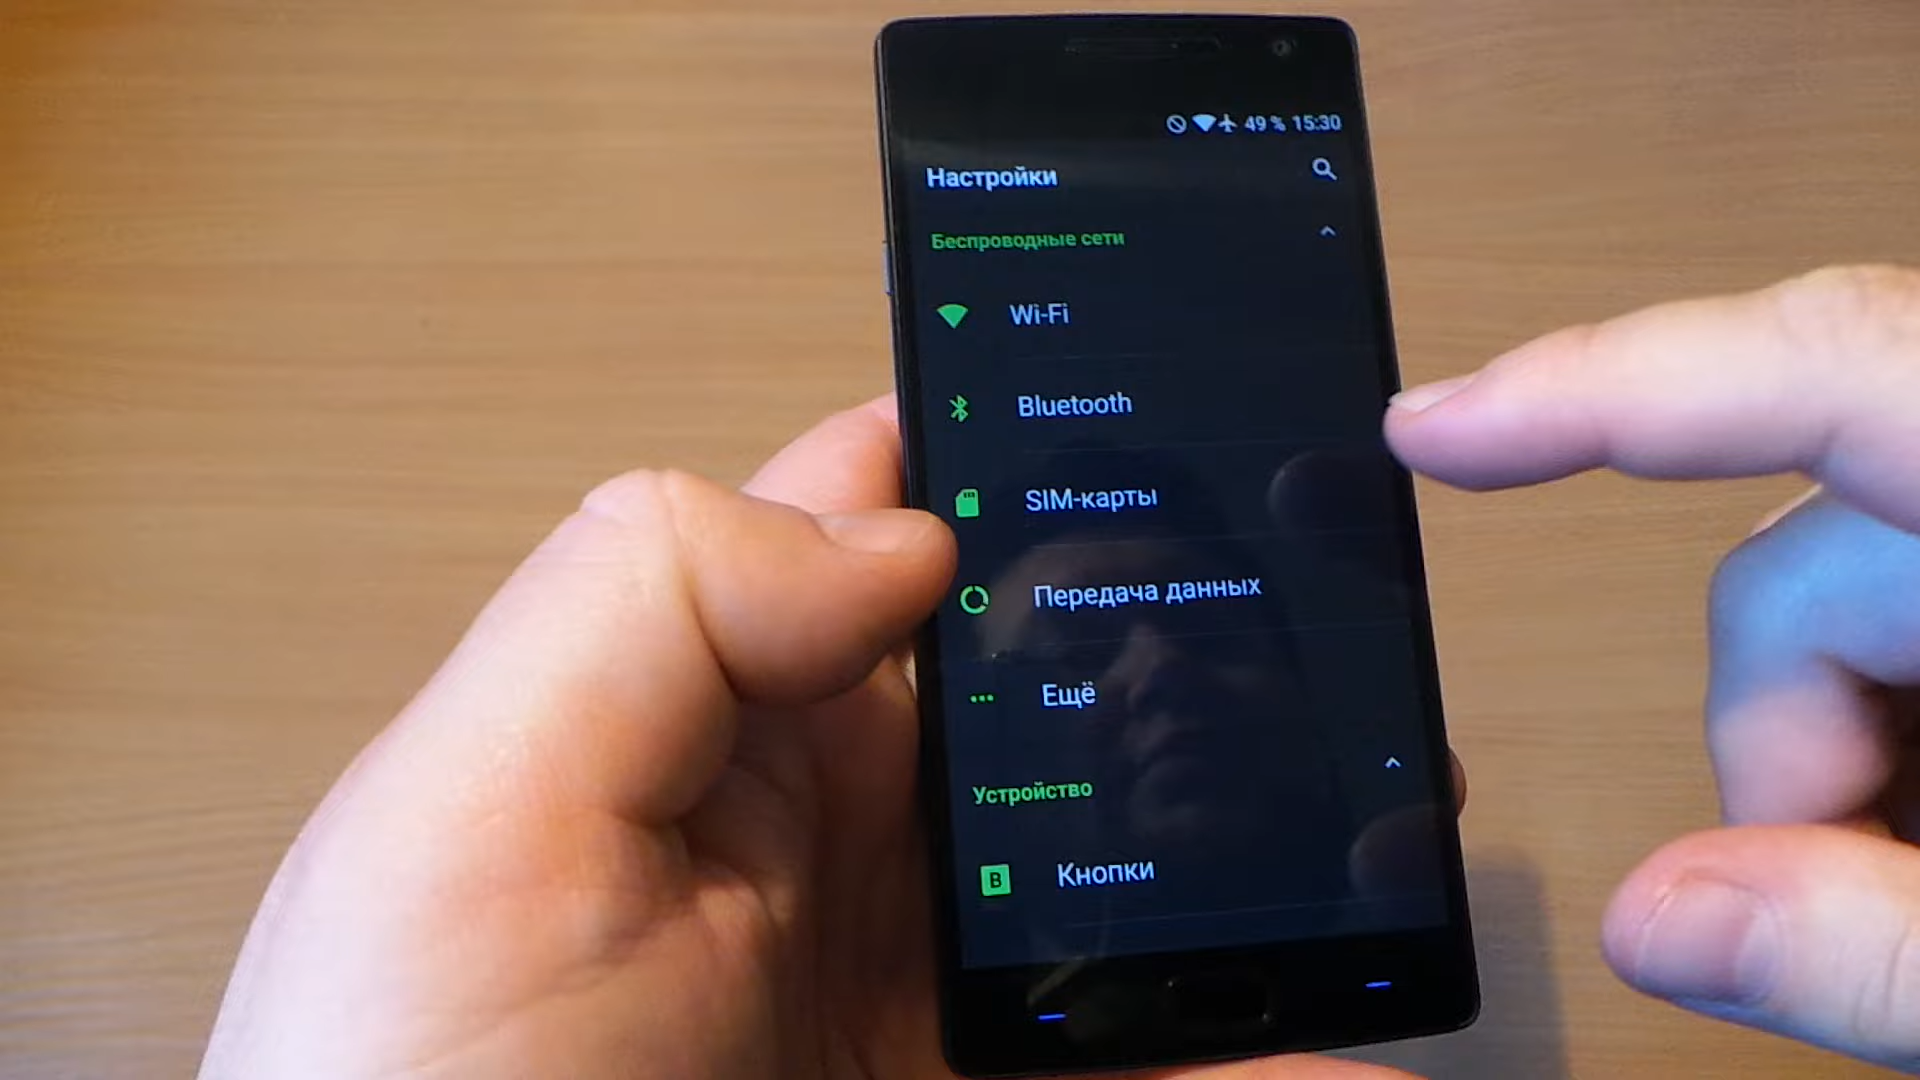 49 % 15:30
Настройки
Беспроводные сети
Wi-Fi
Bluetooth
SIM-карты
Передача данных
Ещё
Устройство
B Кнопки